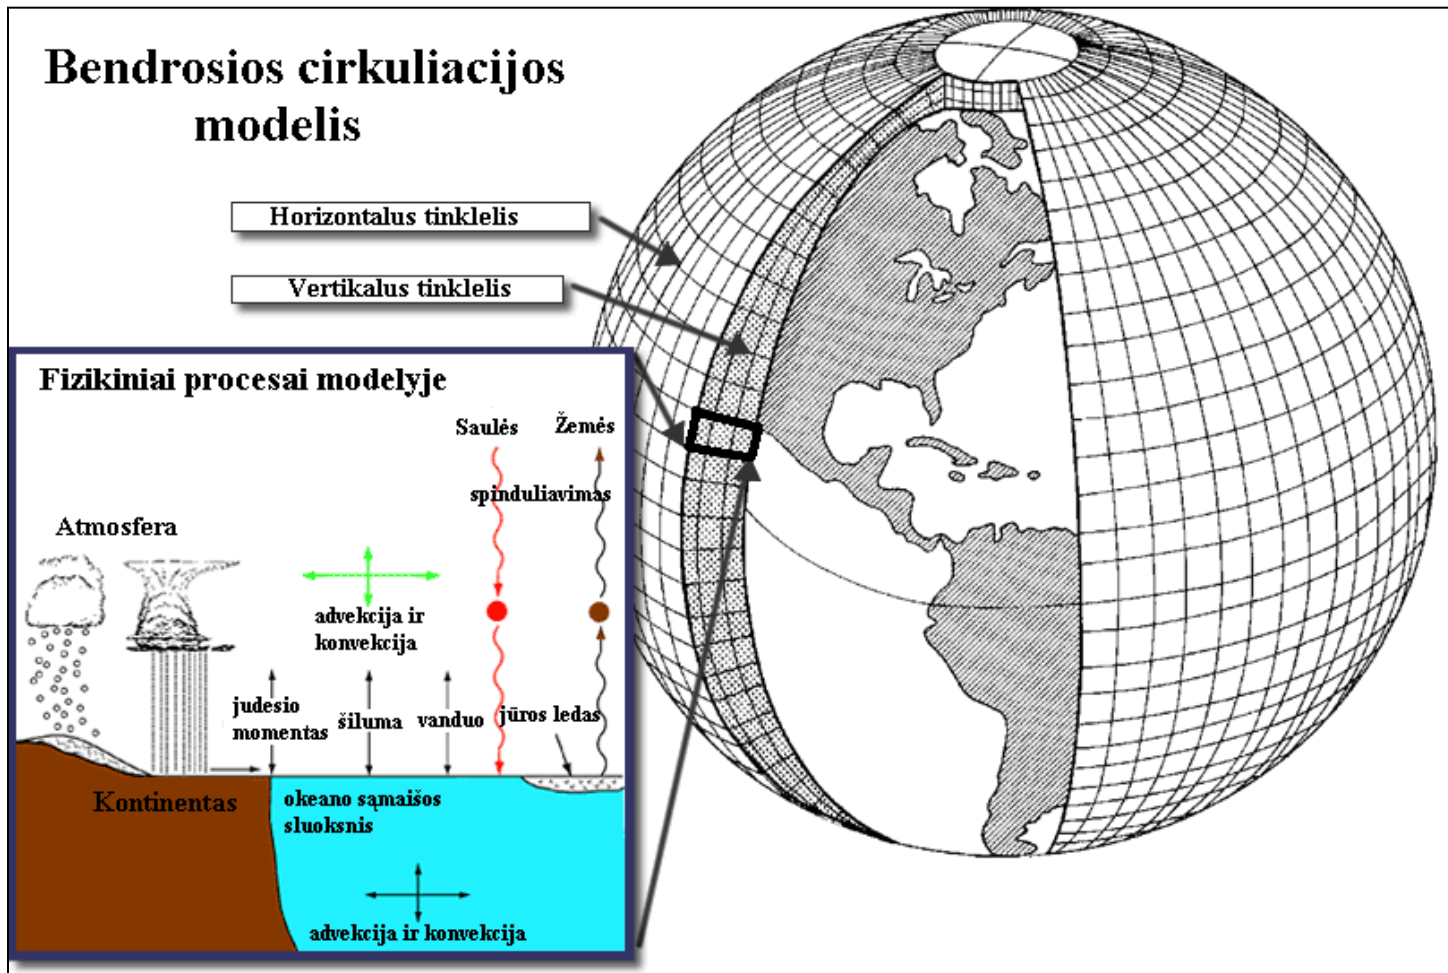 Bendrosios cirkuliacijos
modelis
Horizontalus tinklelis
Vertikalus tinklelis
Fizikiniai procesai modelyje
Saulės Žemės
spinduliavimas
Atmosfera
advekcija ir
konvekcija
judesio
momentas
šiluma
vanduo
jūros ledas
Kontinentas
okeano sąmaišos
sluoksnis
advekcija ir konvekcija